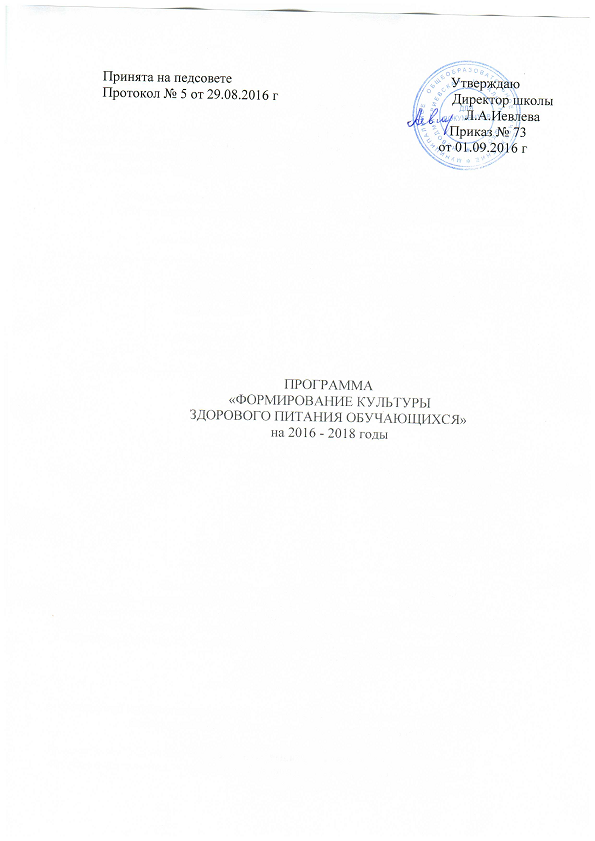 Принята на педсовете
Протокол № 5 от 29.08.2016 г
Утверждаю
Директор школы
Л.А.Иевлева
Приказ № 73
от 01.09.2016 г
ПРОГРАММА
«ФОРМИРОВАНИЕ КУЛЬТУРЫ
ЗДОРОВОГО ПИТАНИЯ ОБУЧАЮЩИХСЯ»
на 2016 - 2018 годы